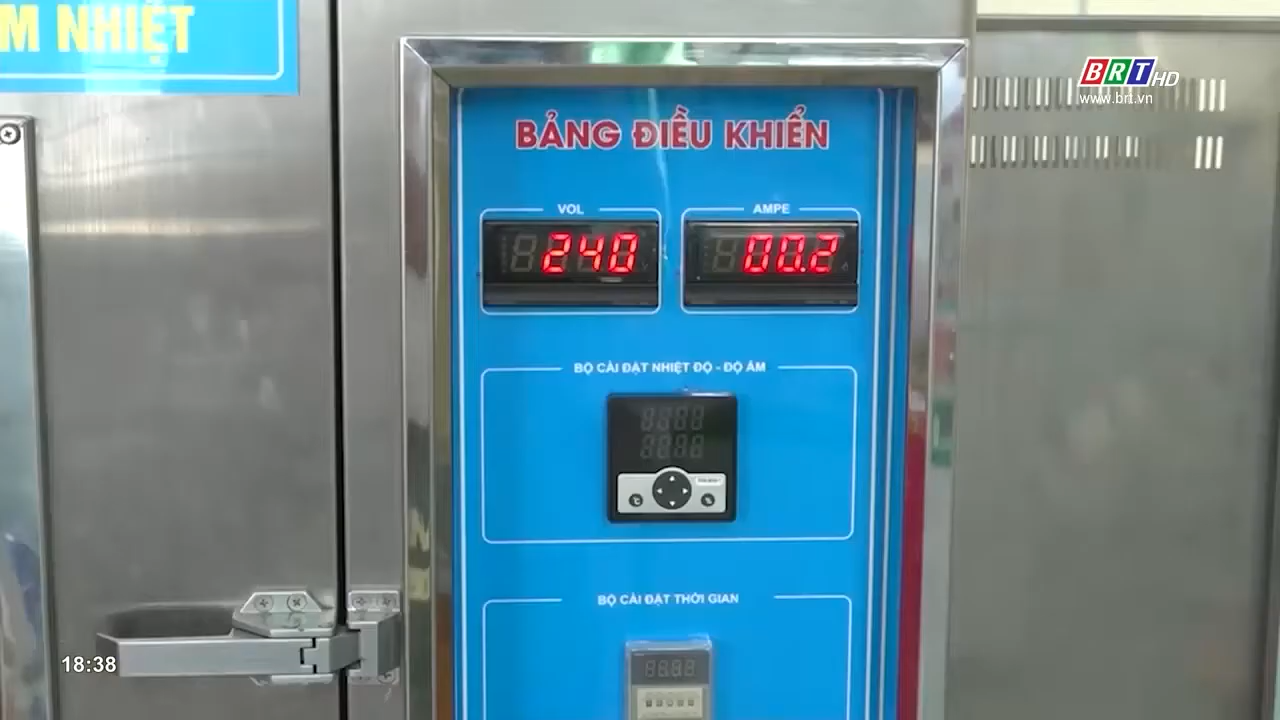 M NHIỆT
BRT HD
www.brt.vn
BẢNG ĐIỀU KHIỂN
VOL
AMPE
240
00.2
BỘ CÀI ĐẶT NHIỆT ĐỘ - ĐỘ ẨM
BỘ CÀI ĐẶT THỜI GIAN
18:38